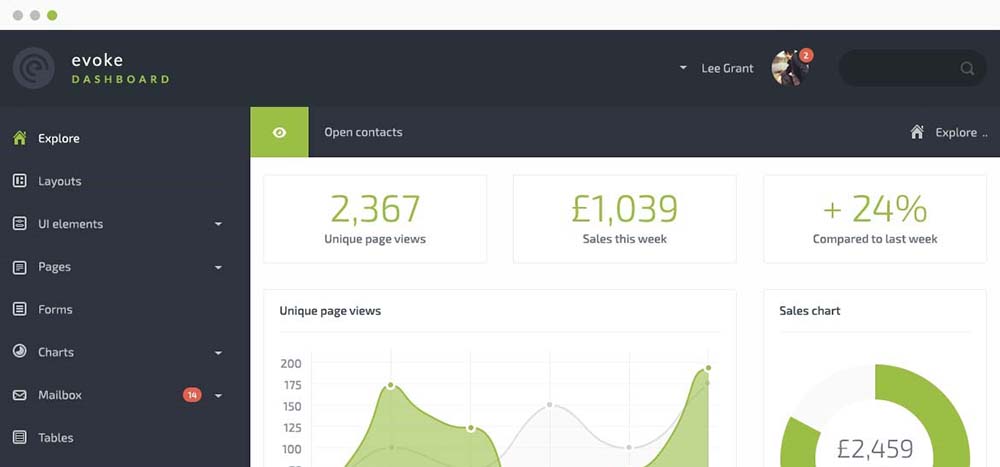 evoke
DASHBOARD
Lee Grant
2
Explore
Layouts
UI elements
Pages
Forms
Charts
Mailbox 14
Tables
Open contacts
Explore ..
2,367
Unique page views
£1,039
Sales this week
+ 24%
Compared to last week
Unique page views
200
175
150
125
100
Sales chart
£2,459